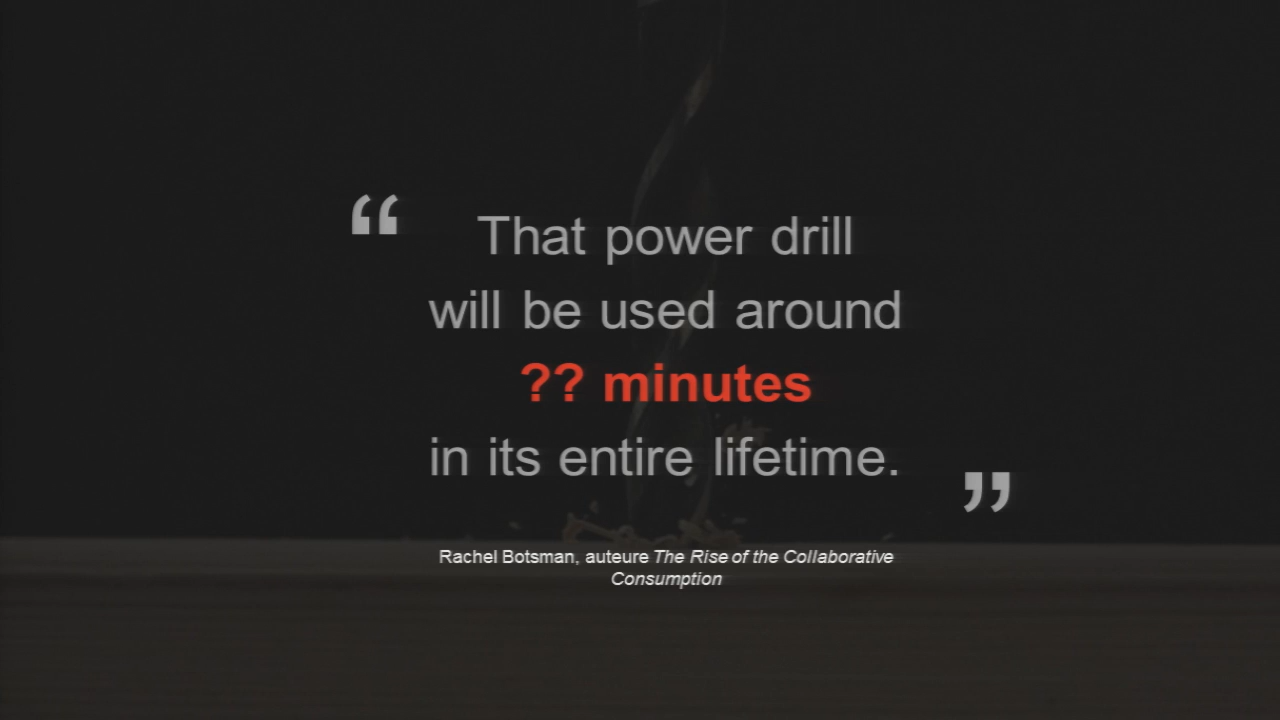 “ That power drill
will be used around
?? minutes
in its entire lifetime. ”
Rachel Botsman, auteure The Rise of the Collaborative
Consumption